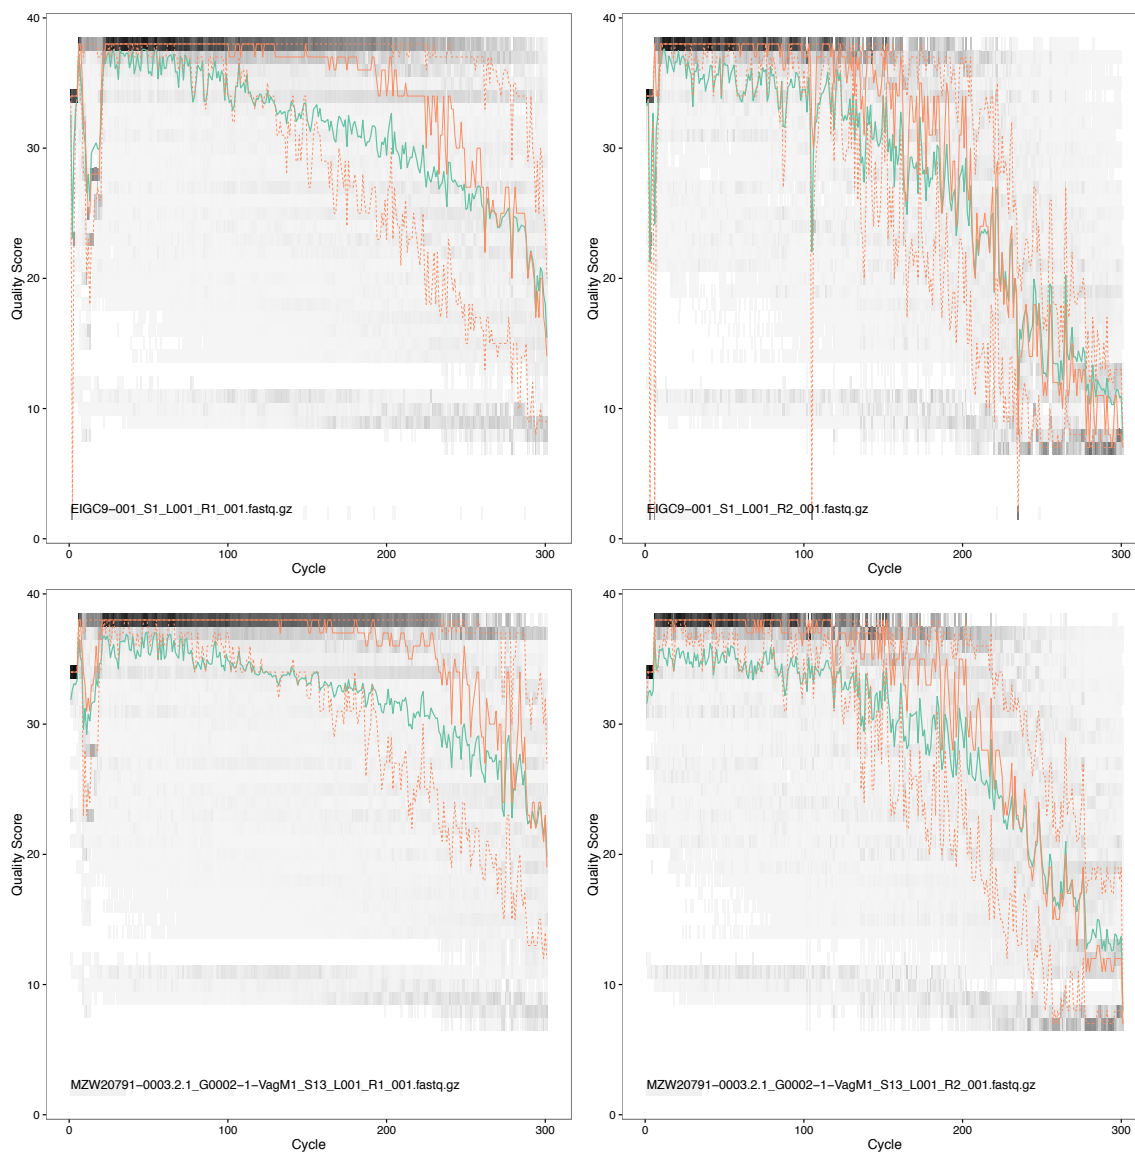 40
30
20
10
0
Quality Score
EIGC9-001_S1_L001_R1_001.fastq.gz
0 100 200 300
Cycle
40
30
20
10
0
Quality Score
EIGC9-001_S1_L001_R2_001.fastq.gz
0 100 200 300
Cycle
40
30
20
10
0
Quality Score
MZW20791-0003.2.1_G0002-1-VagM1_S13_L001_R1_001.fastq.gz
0 100 200 300
Cycle
40
30
20
10
0
Quality Score
MZW20791-0003.2.1_G0002-1-VagM1_S13_L001_R2_001.fastq.gz
0 100 200 300
Cycle